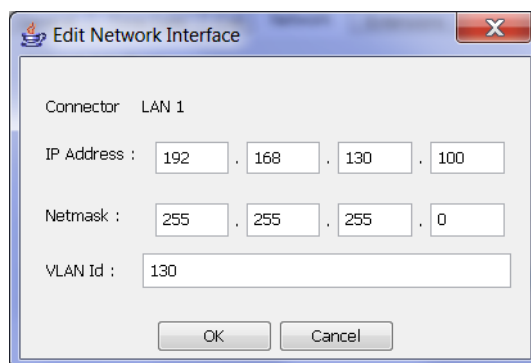 Edit Network Interface
Connector LAN 1
IP Address : 192 . 168 . 130 . 100
Netmask : 255 . 255 . 255 . 0
VLAN Id : 130
OK Cancel